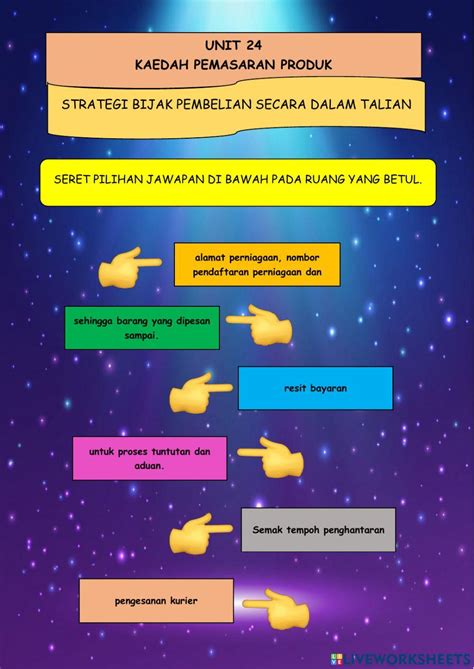 UNIT 24
KAEDAH PEMASARAN PRODUK
STRATEGI BIJAK PEMBELIAN SECARA DALAM TALIAN
SERET PILIHAN JAWAPAN DI BAWAH PADA RUANG YANG BETUL.
alamat perniagaan, nombor
pendaftaran perniagaan dan
sehingga barang yang dipesan
sampai.
resit bayaran
untuk proses tuntutan dan
aduan.
Semak tempoh penghantaran
pengesanan kurier
LIVEWORKSHEETS